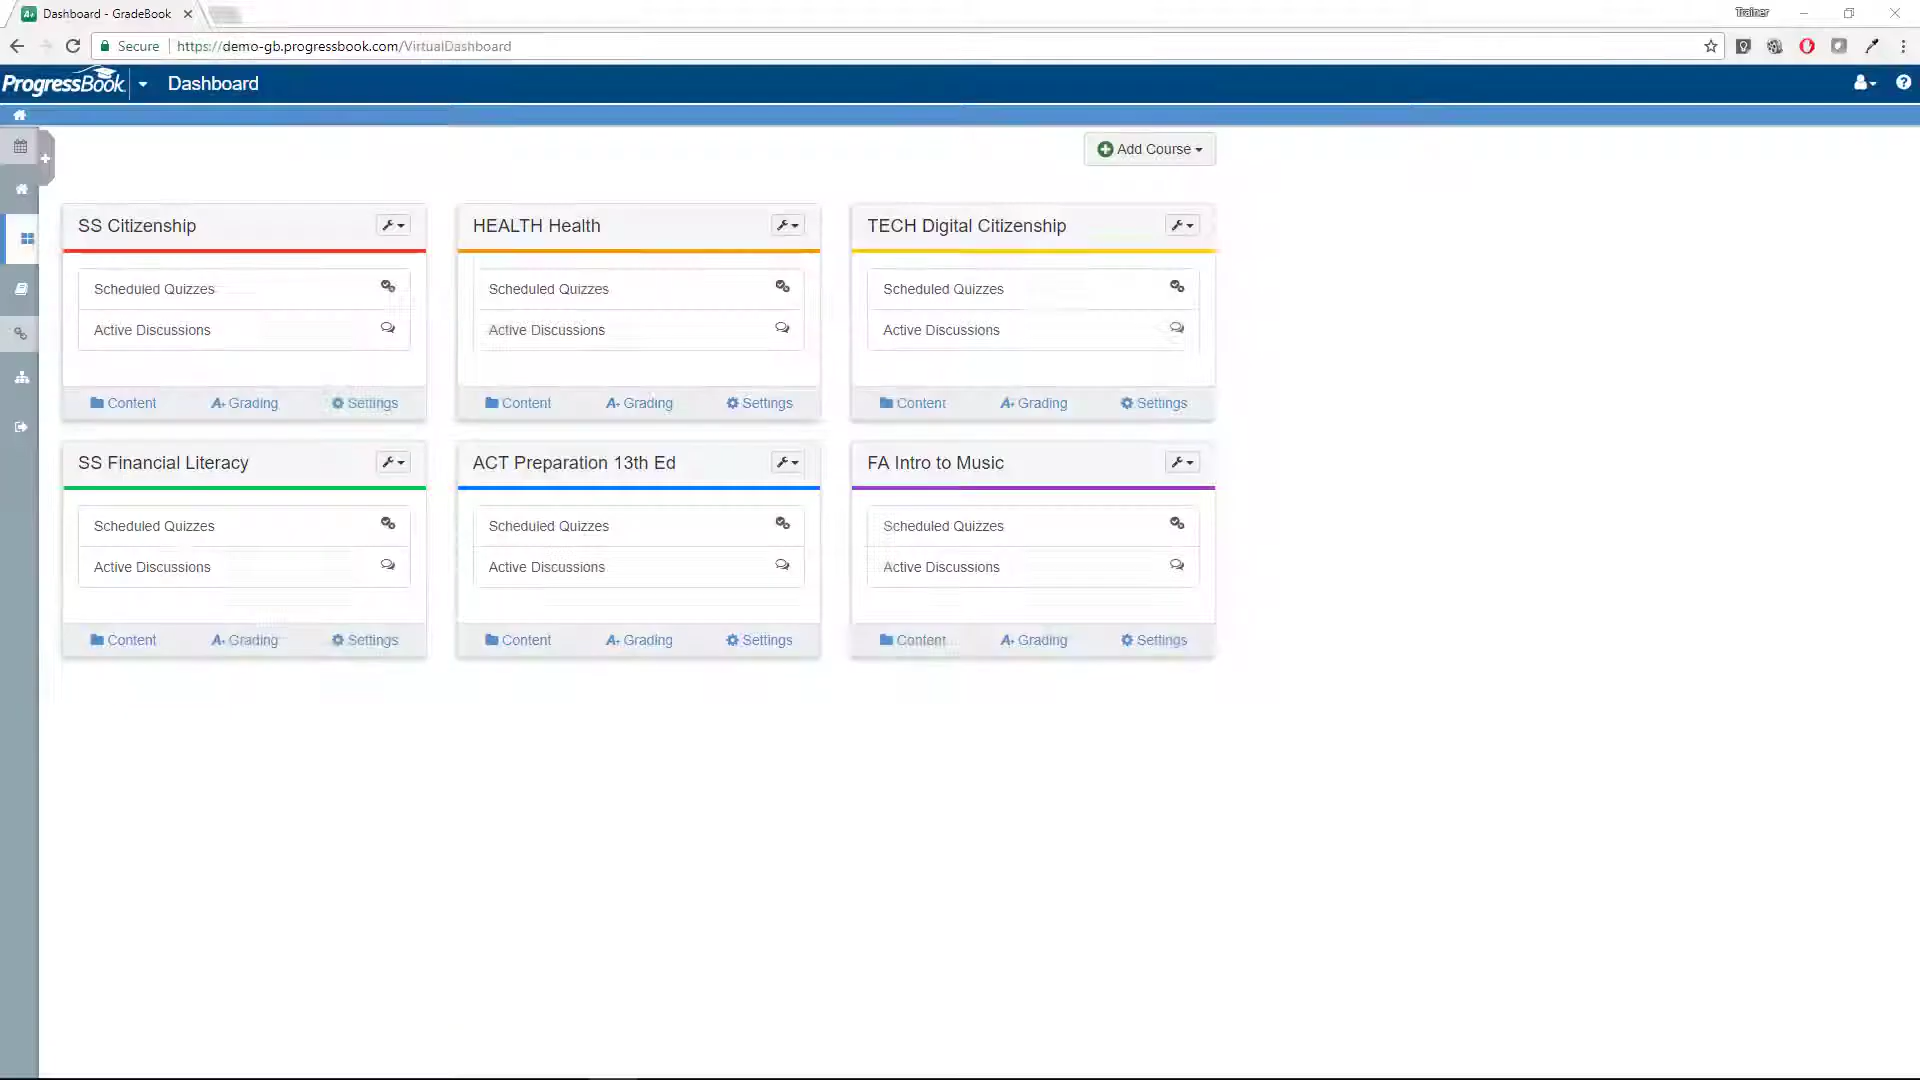 Dashboard - GradeBook
Trainer
Secure https://demo-gb.progressbook.com/VirtualDashboard
ProgressBook Dashboard
Add Course
SS Citizenship
Scheduled Quizzes
Active Discussions
Content A+ Grading Settings
HEALTH Health
Scheduled Quizzes
Active Discussions
Content A+ Grading Settings
TECH Digital Citizenship
Scheduled Quizzes
Active Discussions
Content A+ Grading Settings
SS Financial Literacy
Scheduled Quizzes
Active Discussions
Content A+ Grading Settings
ACT Preparation 13th Ed
Scheduled Quizzes
Active Discussions
Content A+ Grading Settings
FA Intro to Music
Scheduled Quizzes
Active Discussions
Content A+ Grading Settings